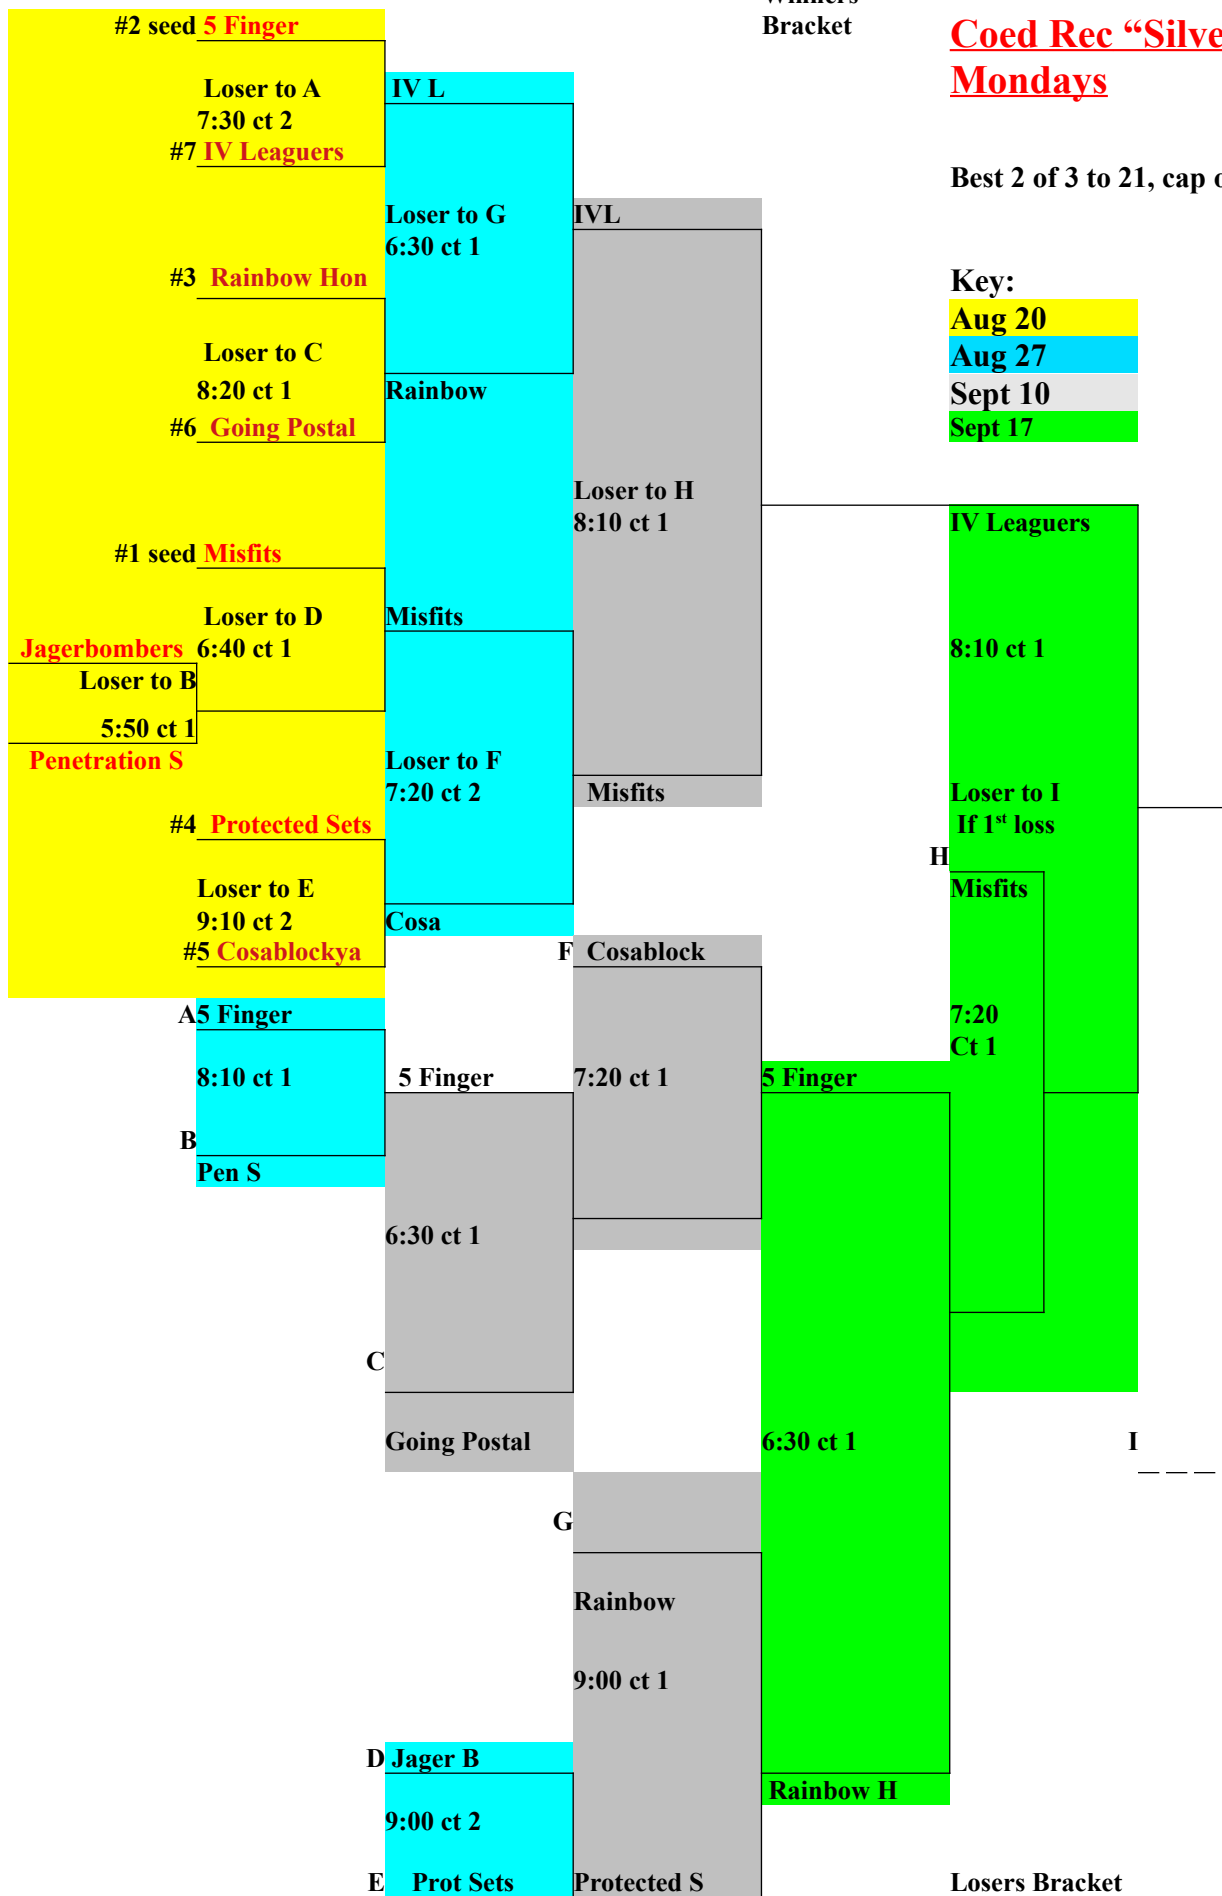 Bracket
Coed Rec “Silve
Mondays
Best 2 of 3 to 21, cap
Key:
Aug 20
Aug 27
Sept 10
Sept 17
#2 seed 5 Finger
Loser to A
7:30 ct 2
#7 IV Leaguers
#3 Rainbow Hon
Loser to C
8:20 ct 1
#6 Going Postal
#1 seed Misfits
Loser to D
6:40 ct 1
Jagerbombers
Loser to B
5:50 ct 1
Penetration S
#4 Protected Sets
Loser to E
9:10 ct 2
#5 Cosablockya
IV L
Loser to G
6:30 ct 1
Rainbow
Misfits
Loser to F
7:20 ct 2
Cosa
IVL
Loser to H
8:10 ct 1
Misfits
IV Leaguers
8:10 ct 1
Loser to I
If 1st loss
H
Misfits
7:20
Ct 1
A 5 Finger
8:10 ct 1
B
Pen S
5 Finger
6:30 ct 1
C
Going Postal
F Cosablock
7:20 ct 1
5 Finger
6:30 ct 1
Rainbow H
I
G
Rainbow
9:00 ct 1
Protected S
D Jager B
9:00 ct 2
E Prot Sets
Losers Bracket